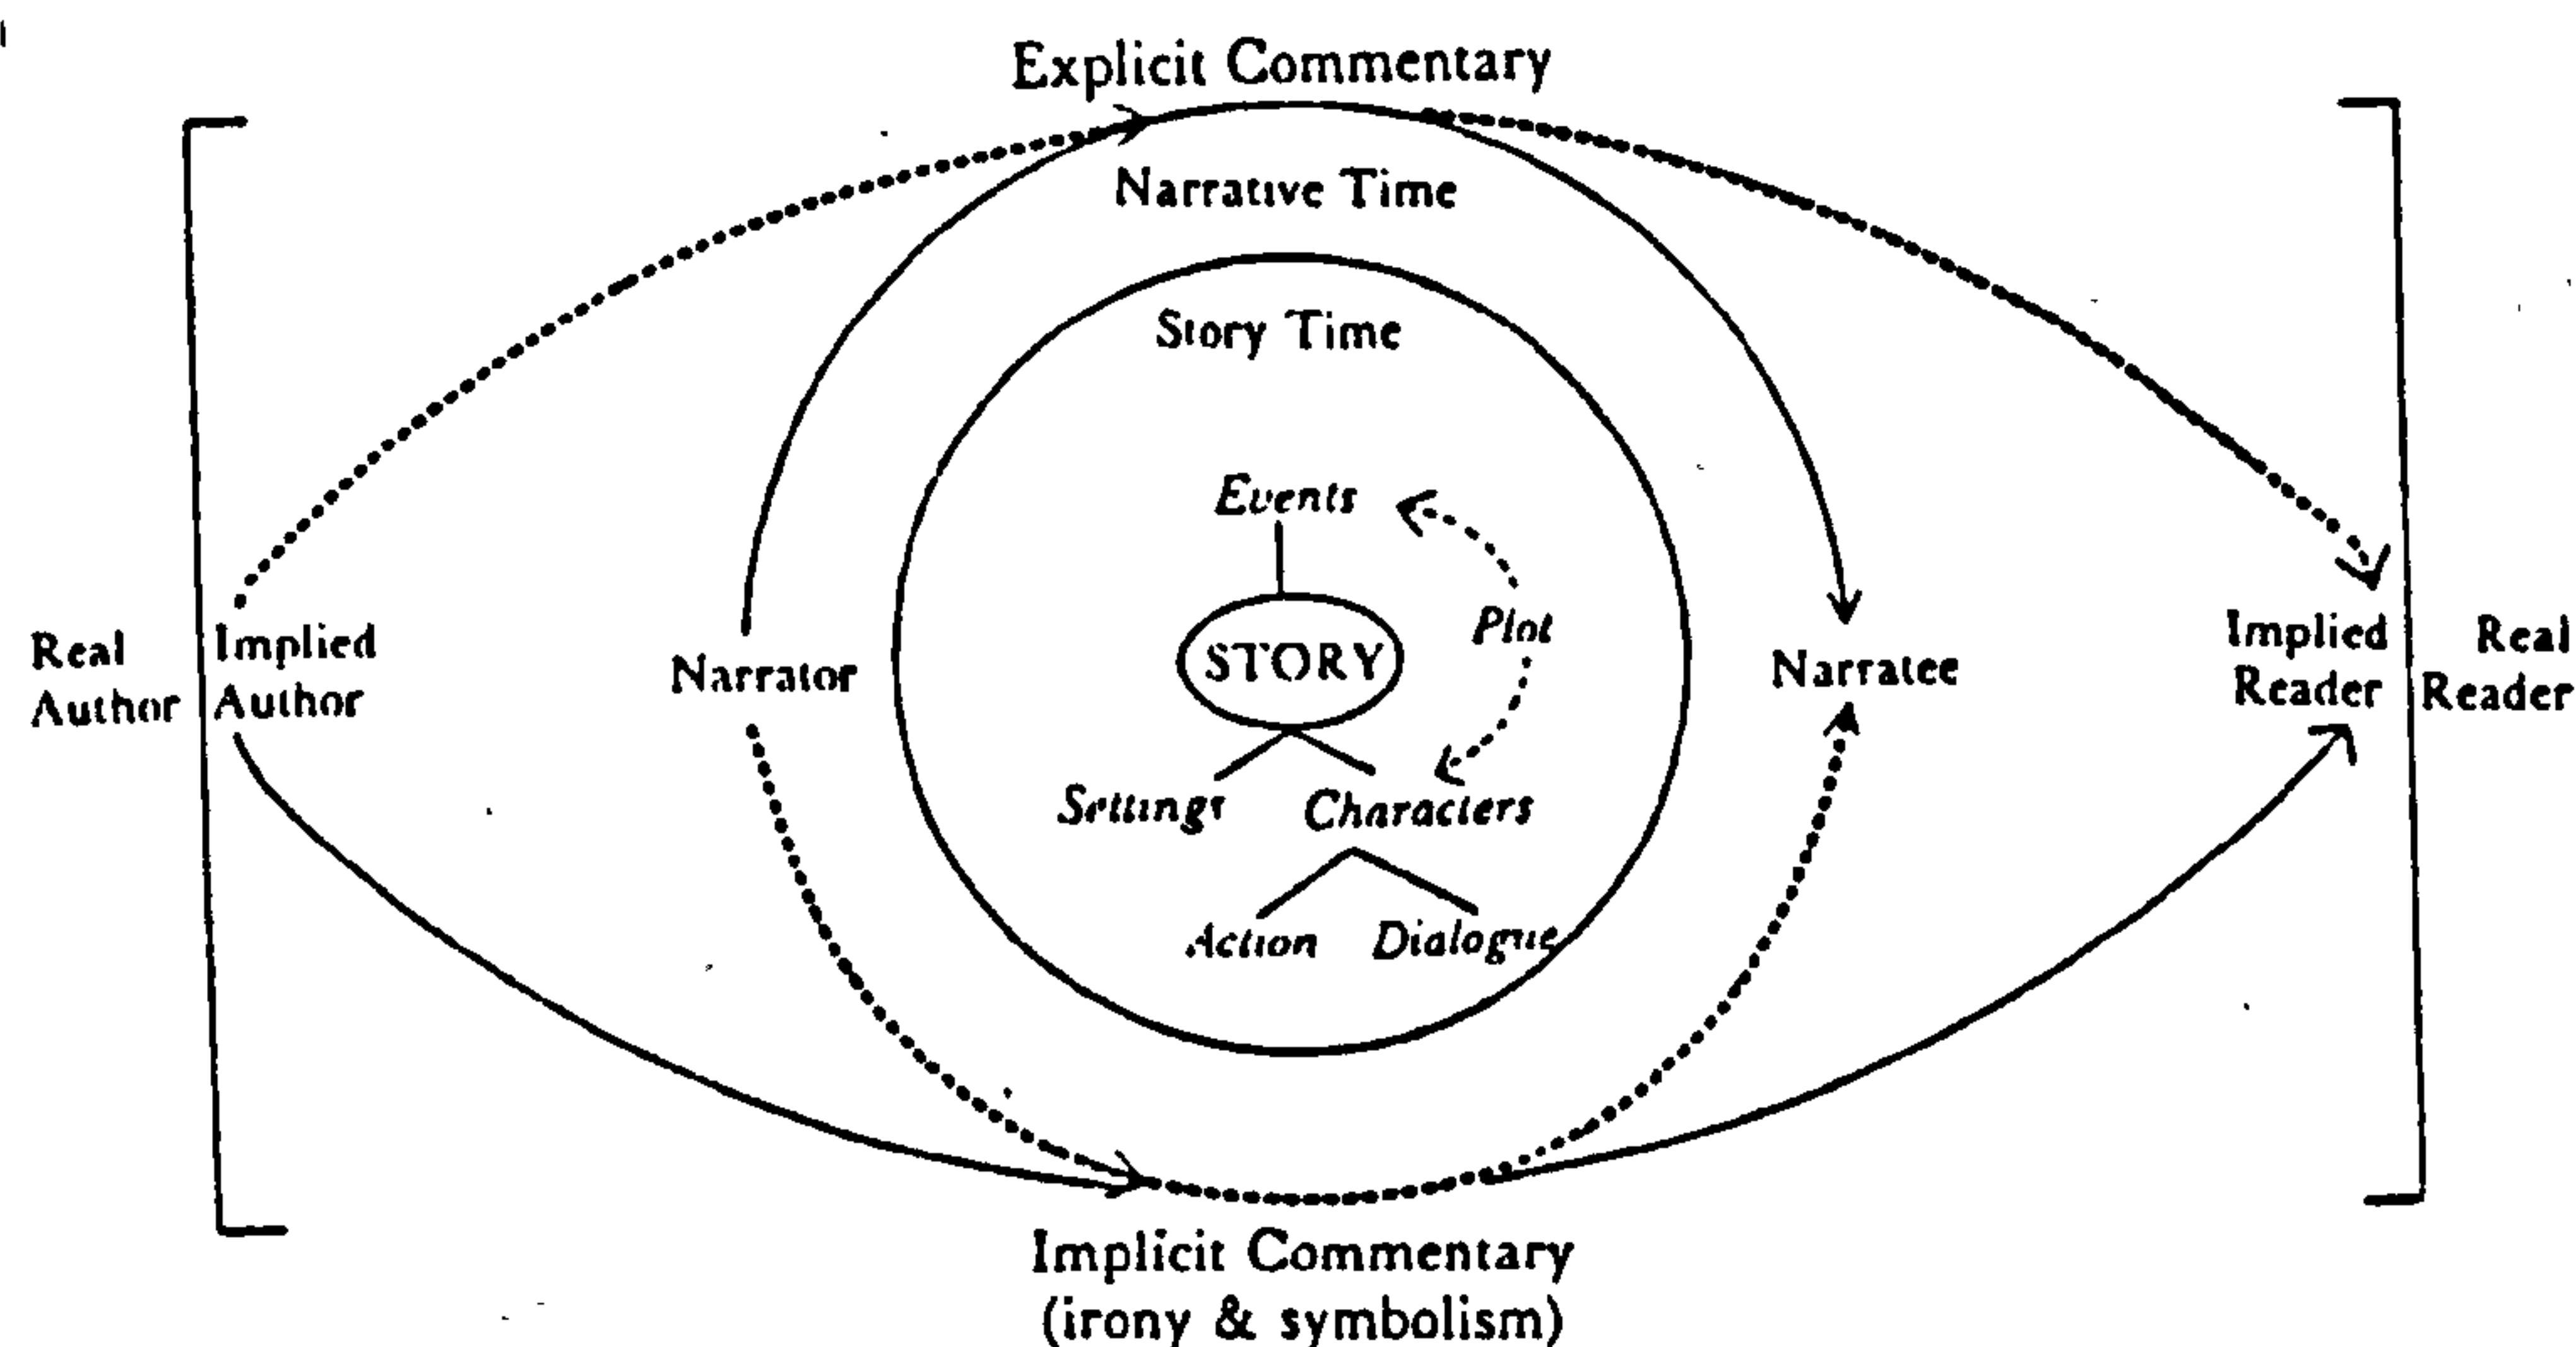 Explicit Commentary
Narrative Time
Story Time
Events
Plot
STORY
Real
Author
Implied
Author
Narrator
Narratee
Implied
Reader
Real
Reader
Settings
Characters
Action
Dialogue
Implicit Commentary
(irony & symbolism)